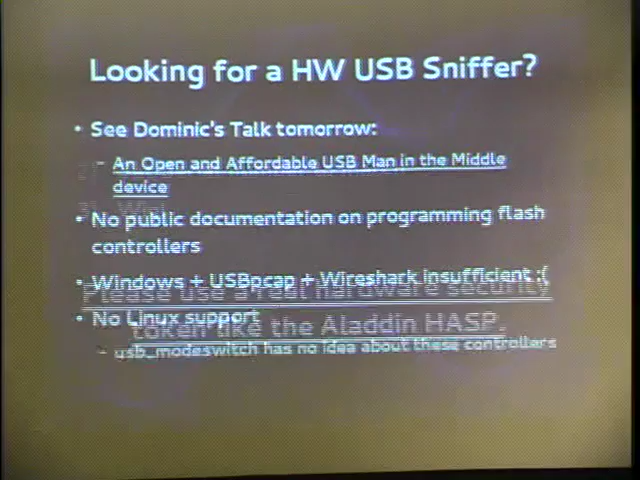 Looking for a HW USB Sniffer?
• See Dominic's Talk tomorrow:
– An Open and Affordable USB Man in the Middle
device
• No public documentation on programming flash
controllers
• Windows + USBpcap + Wireshark insufficient :(
Please use a real hardware security
• No Linux support
token like the Aladdin HASP.
– usb_modeswitch has no idea about these controllers